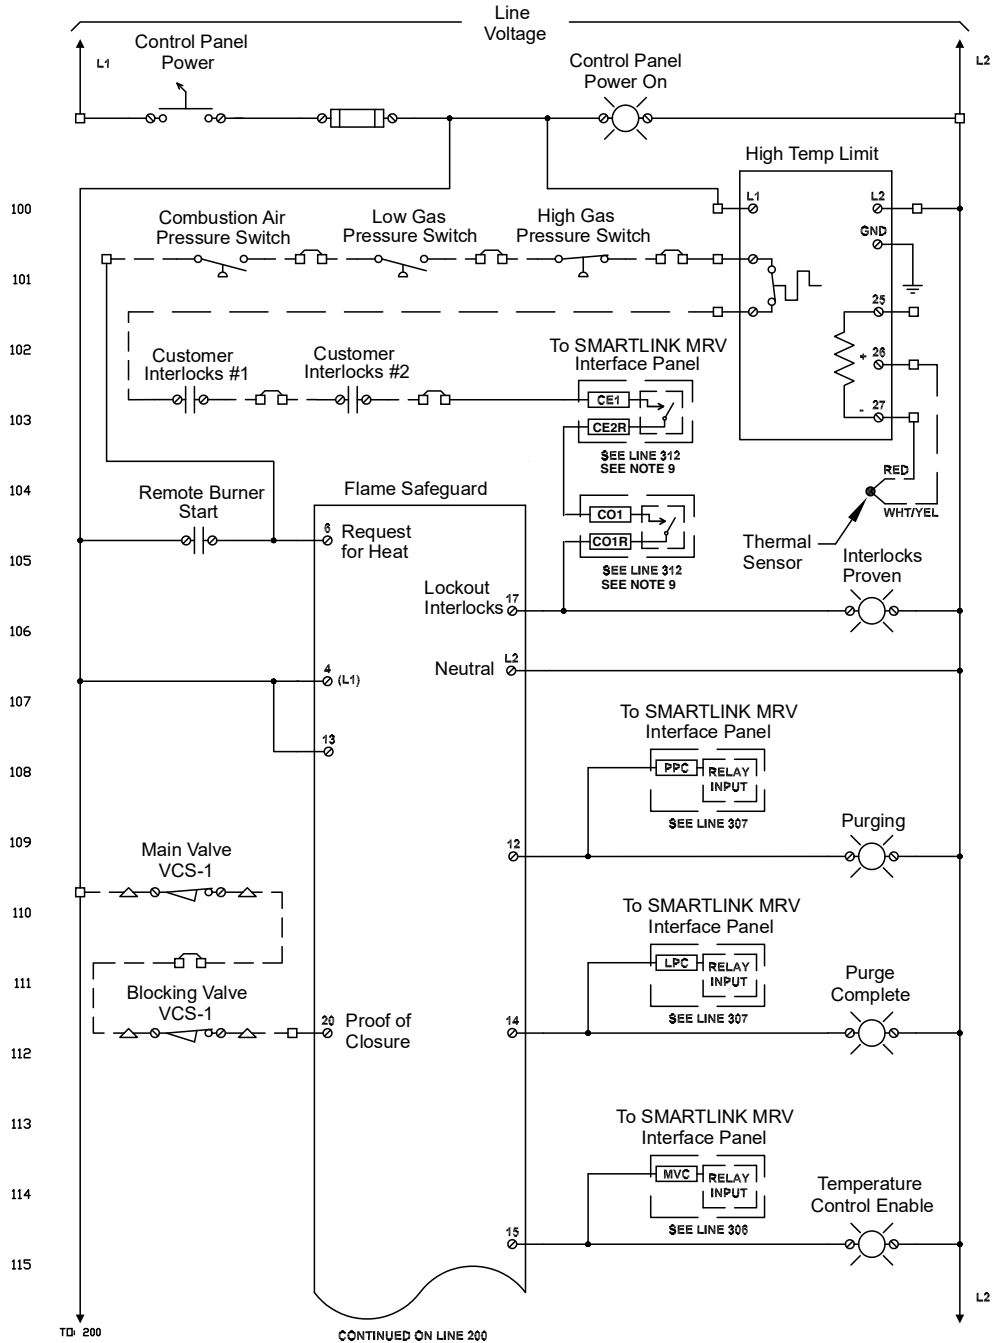 Line
Voltage
Control Panel
Power
L1
Control Panel
Power On
L2
High Temp Limit
100
L1
L2
Combustion Air
Pressure Switch
Low Gas
Pressure Switch
High Gas
Pressure Switch
GND
101
25
102
Customer
Interlocks #1
Customer
Interlocks #2
To SMARTLINK MRV
Interface Panel
+
26
CE1
-
27
103
CE2R
SEE LINE 312
SEE NOTE 9
RED
104
Remote Burner
Start
Flame Safeguard
WHT/YEL
CO1
6
Request
for Heat
CO1R
Thermal
Sensor
105
SEE LINE 312
SEE NOTE 9
Interlocks
Proven
Lockout
Interlocks
17
106
Neutral
L2
4
(L1)
107
To SMARTLINK MRV
Interface Panel
13
108
PPC
RELAY
INPUT
SEE LINE 307
109
12
Purging
Main Valve
VCS-1
110
To SMARTLINK MRV
Interface Panel
111
LPC
RELAY
INPUT
Purge
Complete
Blocking Valve
VCS-1
SEE LINE 307
20
Proof of
Closure
14
112
113
To SMARTLINK MRV
Interface Panel
114
MVC
RELAY
INPUT
Temperature
Control Enable
SEE LINE 306
15
115
L2
TO: 200
CONTINUED ON LINE 200